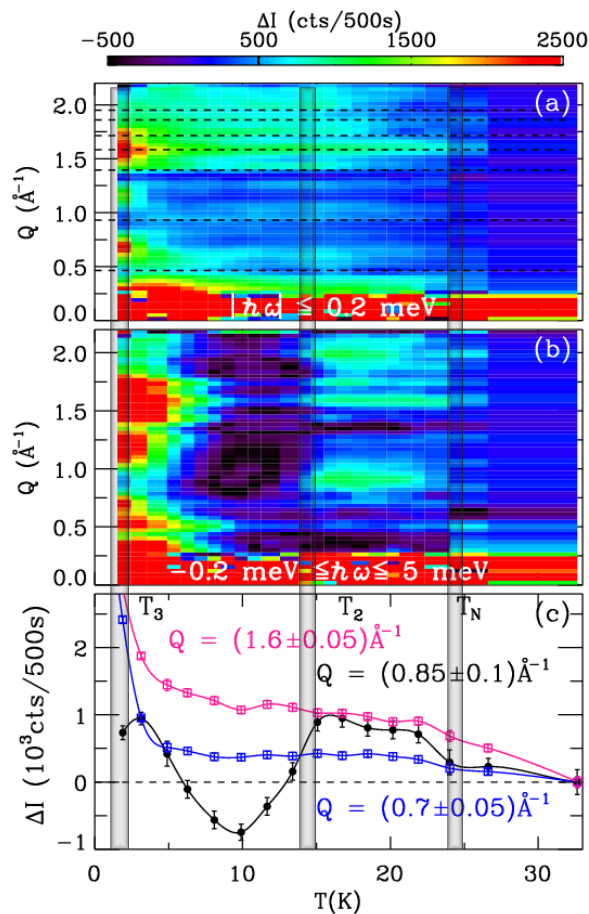 ΔI (cts/500s)
−500 500 1500 2500
(a)
Q (Å⁻¹)
2.0
1.5
1.0
0.5
0.0
|ħω| ≦ 0.2 meV
(b)
Q (Å⁻¹)
2.0
1.5
1.0
0.5
0.0
−0.2 meV ≦ħω≦ 5 meV
T₃ T₂ T_N (c)
Q = (1.6±0.05)Å⁻¹
Q = (0.85±0.1)Å⁻¹
Q = (0.7±0.05)Å⁻¹
ΔI (10³cts/500s)
2
1
0
−1
0 10 20 30
T(K)